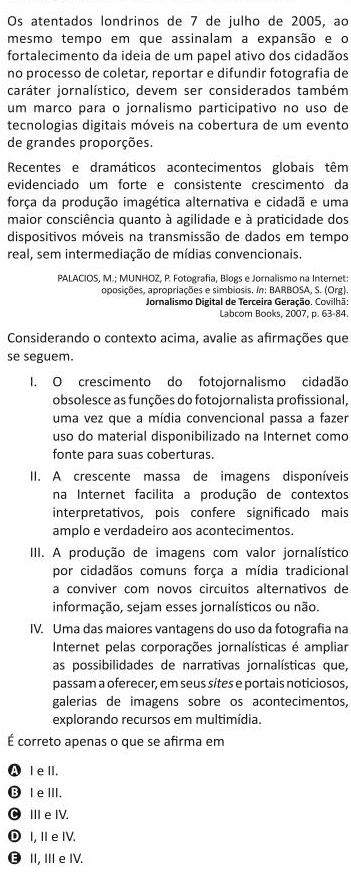 Os atentados londrinos de 7 de julho de 2005, ao
mesmo tempo em que assinalam a expansão e o
fortalecimento da ideia de um papel ativo dos cidadãos
no processo de coletar, reportar e difundir fotografia de
caráter jornalístico, devem ser considerados também
um marco para o jornalismo participativo no uso de
tecnologias digitais móveis na cobertura de um evento
de grandes proporções.
Recentes e dramáticos acontecimentos globais têm
evidenciado um forte e consistente crescimento da
força da produção imagética alternativa e cidadã e uma
maior consciência quanto à agilidade e à praticidade dos
dispositivos móveis na transmissão de dados em tempo
real, sem intermediação de mídias convencionais.
PALACIOS, M.; MUNHOZ, P. Fotografia, Blogs e Jornalismo na Internet:
oposições, apropriações e simbiosis. In: BARBOSA, S. (Org).
Jornalismo Digital de Terceira Geração. Covilhã:
Labcom Books, 2007, p. 63-84.
Considerando o contexto acima, avalie as afirmações que
se seguem.
I. O crescimento do fotojornalismo cidadão
obsolesce as funções do fotojornalista profissional,
uma vez que a mídia convencional passa a fazer
uso do material disponibilizado na Internet como
fonte para suas coberturas.
II. A crescente massa de imagens disponíveis
na Internet facilita a produção de contextos
interpretativos, pois confere significado mais
amplo e verdadeiro aos acontecimentos.
III. A produção de imagens com valor jornalístico
por cidadãos comuns força a mídia tradicional
a conviver com novos circuitos alternativos de
informação, sejam esses jornalísticos ou não.
IV. Uma das maiores vantagens do uso da fotografia na
Internet pelas corporações jornalísticas é ampliar
as possibilidades de narrativas jornalísticas que,
passam a oferecer, em seus sites e portais noticiosos,
galerias de imagens sobre os acontecimentos,
explorando recursos em multimídia.
É correto apenas o que se afirma em
A I e II.
B I e III.
C III e IV.
D I, II e IV.
E II, III e IV.